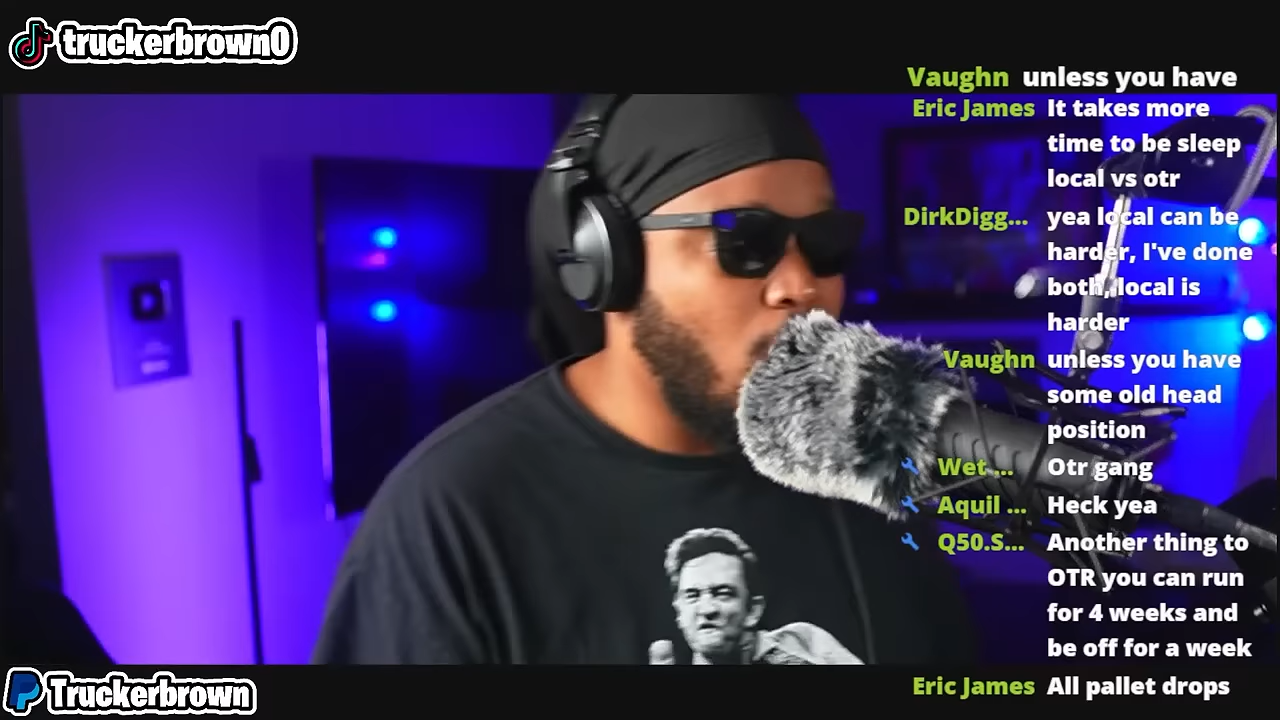 truckerbrown0
Vaughn unless you have
Eric James It takes more
time to be sleep
local vs otr
DirkDigg... yea local can be
harder, I've done
both, local is
harder
Vaughn unless you have
some old head
position
Wet ... Otr gang
Aquil ... Heck yea
Q50.S... Another thing to
OTR you can run
for 4 weeks and
be off for a week
Eric James All pallet drops
Truckerbrown